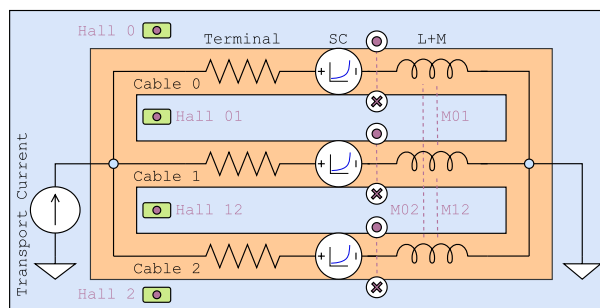 Hall 0
Terminal SC L+M
+ -
Cable 0
Hall 01 M01
+ -
Cable 1
Hall 12 M02 M12
+ -
Cable 2
Hall 2
Transport Current